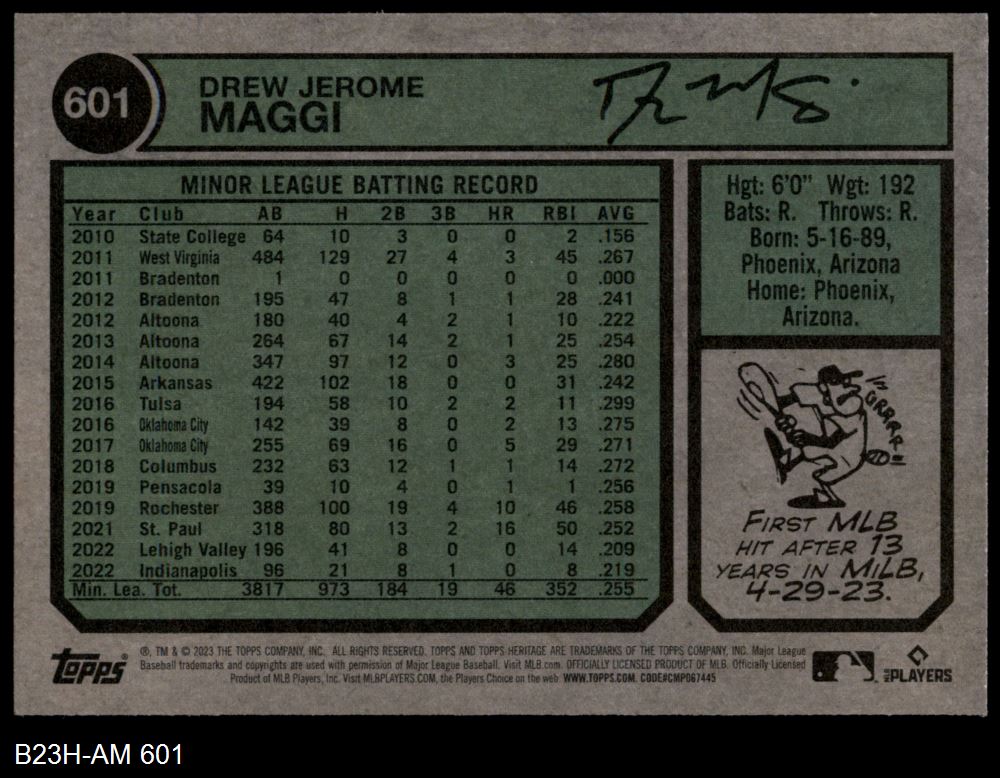 601
DREW JEROME
MAGGI
MINOR LEAGUE BATTING RECORD
Year Club AB H 2B 3B HR RBI AVG
2010 State College 64 10 3 0 0 2 .156
2011 West Virginia 484 129 27 4 3 45 .267
2011 Bradenton 1 0 0 0 0 0 .000
2012 Bradenton 195 47 8 1 1 28 .241
2012 Altoona 180 40 4 2 1 10 .222
2013 Altoona 264 67 14 2 1 25 .254
2014 Altoona 347 97 12 0 3 25 .280
2015 Arkansas 422 102 18 0 0 31 .242
2016 Tulsa 194 58 10 2 2 11 .299
2016 Oklahoma City 142 39 8 0 2 13 .275
2017 Oklahoma City 255 69 16 0 5 29 .271
2018 Columbus 232 63 12 1 1 14 .272
2019 Pensacola 39 10 4 0 1 1 .256
2019 Rochester 388 100 19 4 10 46 .258
2021 St. Paul 318 80 13 2 16 50 .252
2022 Lehigh Valley 196 41 8 0 0 14 .209
2022 Indianapolis 96 21 8 1 0 8 .219
Min. Lea. Tot. 3817 973 184 19 46 352 .255
Hgt: 6'0" Wgt: 192
Bats: R. Throws: R.
Born: 5-16-89,
Phoenix, Arizona
Home: Phoenix,
Arizona.
GRRRR!
FIRST MLB
HIT AFTER 13
YEARS IN MiLB,
4-29-23.
TOPPS®
®, TM & © 2023 THE TOPPS COMPANY, INC. ALL RIGHTS RESERVED. TOPPS AND TOPPS HERITAGE ARE TRADEMARKS OF THE TOPPS COMPANY, INC. Major League
Baseball trademarks and copyrights are used with permission of Major League Baseball. Visit MLB.com. OFFICIALLY LICENSED PRODUCT OF MLB. Officially Licensed
Product of MLB Players, Inc. Visit MLBPLAYERS.COM, the Players Choice on the web. WWW.TOPPS.COM. CODE#CMP067445
MLB PLAYERS
B23H-AM 601